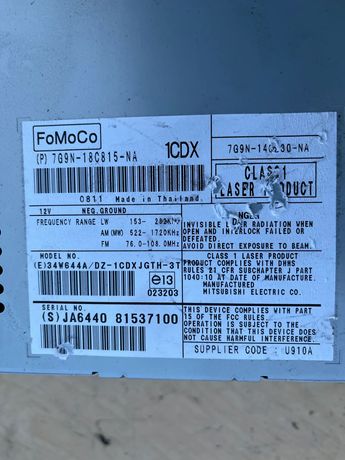 FoMoCo
1CDX
(P) 7G9N-18C815-NA
7G9N-14C230-NA
0811 Made in Thailand.
CLASS 1
LASER PRODUCT
12V NEG.GROUND
FREQUENCY RANGE LW 153- 280KHz
AM(MW) 522- 1720KHz
FM 76.0-108.0MHz
INVISIBLE RADIATION WHEN
OPEN AND INTERLOCK FAILED OR
DEFEATED.
AVOID DIRECT EXPOSURE TO BEAM.
(E)34W644A/DZ-1CDXJGTH-3T
e13
023203
CLASS 1 LASER PRODUCT
COMPLIES WITH DHHS
RULES 21 CFR SUBCHAPTER J PART
1040·10 AT DATE OF
MANUFACTURE.
MANUFACTURED
MITSUBISHI ELECTRIC CO.
SERIAL NO.
(S)JA6440 81537100
THIS DEVICE COMPLIES WITH PART
15 OF THE FCC RULES.
OPERATION IS SUBJECT TO THE
CONDITION THAT THIS DEVICE DOES
NOT CAUSE HARMFUL INTERFERENCE.
SUPPLIER CODE : U910A